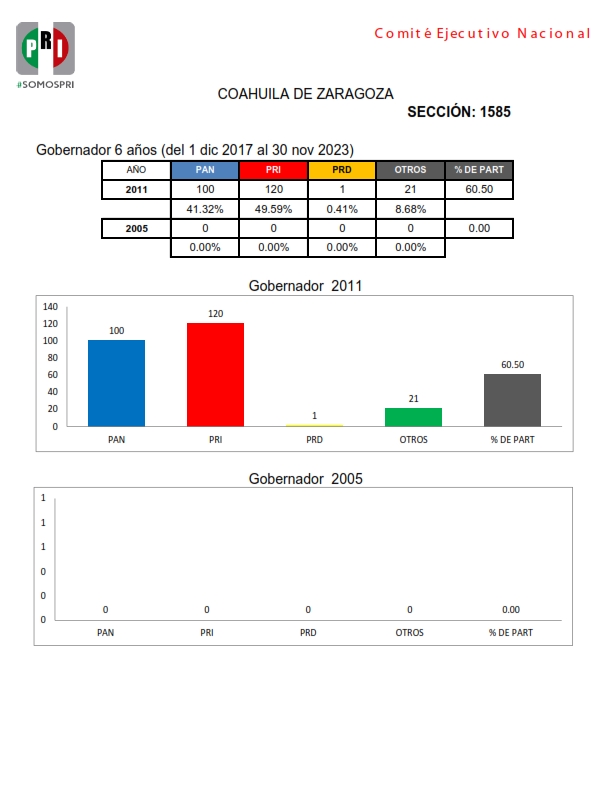 PRI
#SOMOSPRI
Comité Ejecutivo Nacional
COAHUILA DE ZARAGOZA
SECCIÓN: 1585
Gobernador 6 años (del 1 dic 2017 al 30 nov 2023)
AÑO PAN PRI PRD OTROS % DE PART
2011 100 120 1 21 60.50
41.32% 49.59% 0.41% 8.68%
2005 0 0 0 0 0.00
0.00% 0.00% 0.00% 0.00%
Gobernador 2011
140
120
100
80
60
40
20
0
100 120 1 21 60.50
PAN PRI PRD OTROS % DE PART
Gobernador 2005
1
1
1
0
0
0
0 0 0 0 0.00
PAN PRI PRD OTROS % DE PART